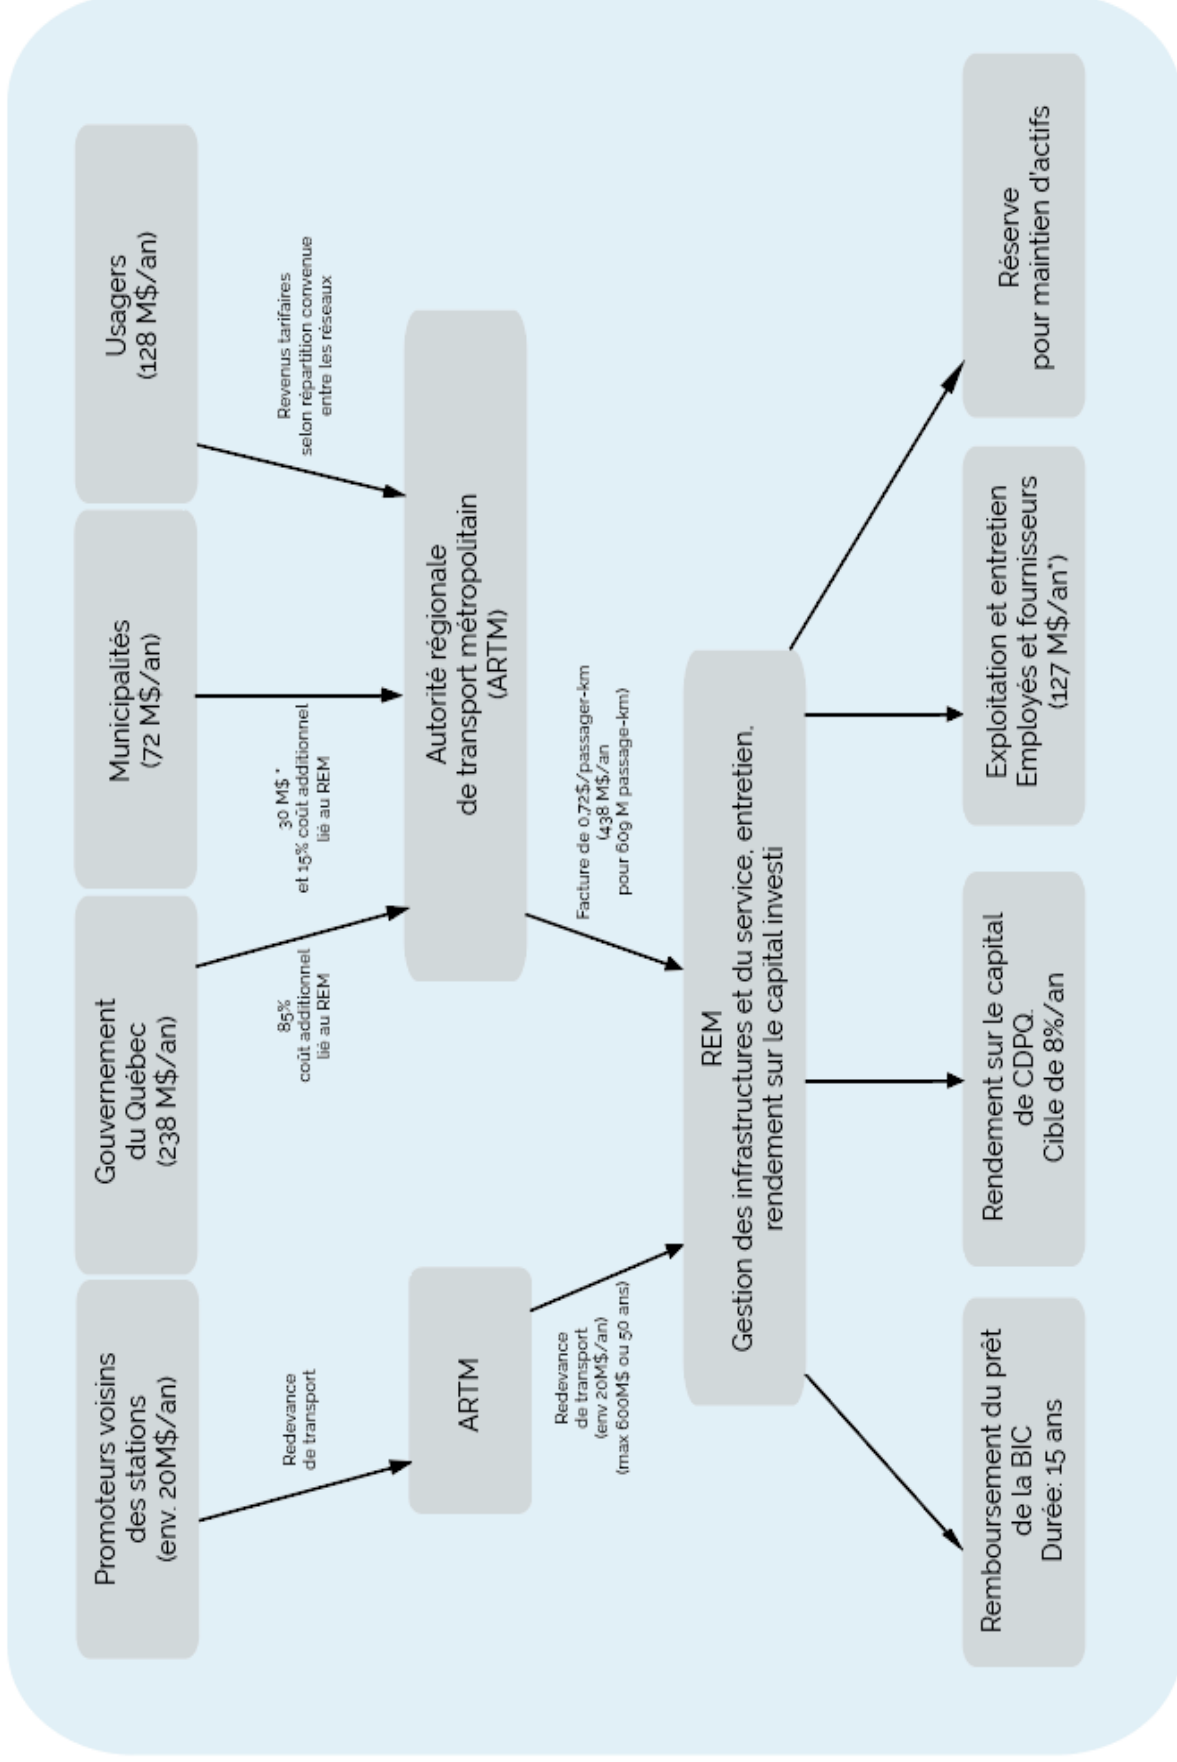 Promoteurs voisins
des stations
(env. 20M$/an)
Gouvernement
du Québec
(238 M$/an)
Municipalités
(72 M$/an)
Usagers
(128 M$/an)
Redevance
de transport
85%
coût additionnel
lié au REM
30 M$ *
et 15% coût additionnel
lié au REM
Revenus tarifaires
selon répartition convenue
entre les réseaux
ARTM
Autorité régionale
de transport métropolitain
(ARTM)
Redevance
de transport
(env 20M$/an)
(max 600M$ ou 50 ans)
Facture de 0,72$/passager-km
(438 M$/an
pour 609 M passage-km)
REM
Gestion des infrastructures et du service, entretien,
rendement sur le capital investi
Remboursement du prêt
de la BIC
Durée: 15 ans
Rendement sur le capital
de CDPQ.
Cible de 8%/an
Exploitation et entretien
Employés et fournisseurs
(127 M$/an*)
Réserve
pour maintien d'actifs